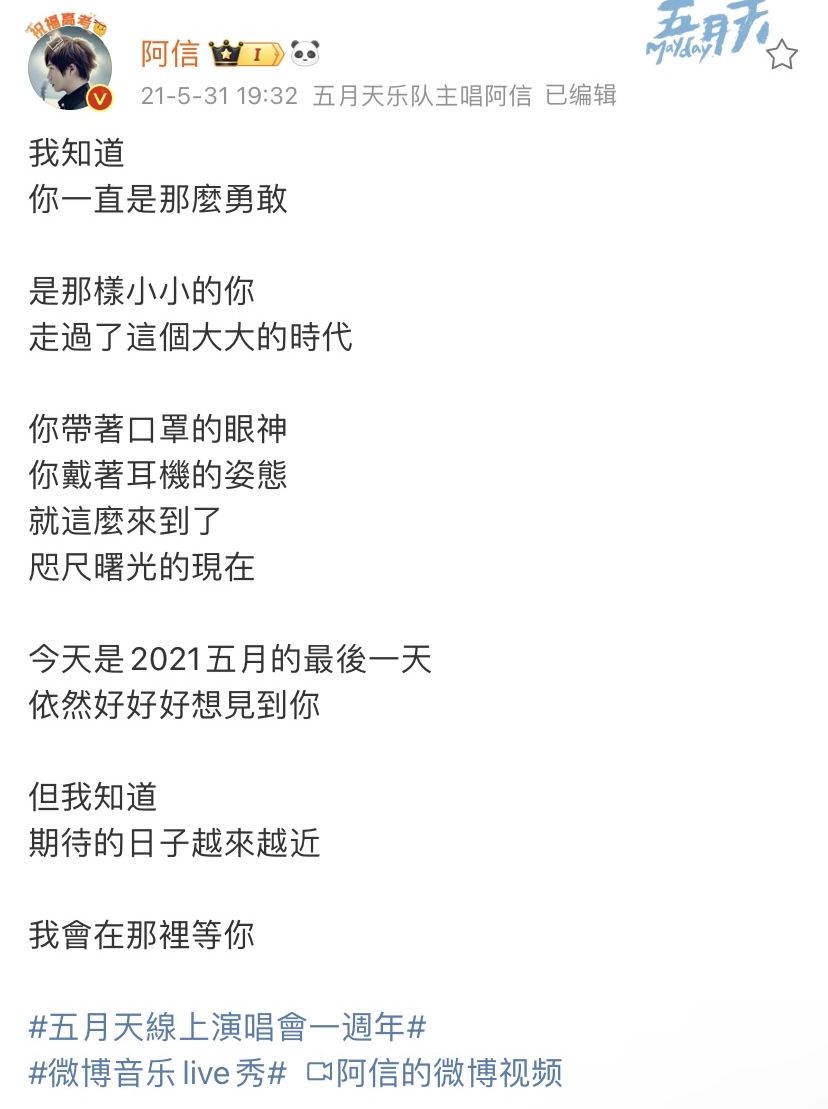 祝福高考
五月天
Mayday
阿信 I
21-5-31 19:32 五月天乐队主唱阿信 已编辑
我知道
你一直是那麼勇敢
是那樣小小的你
走過了這個大大的時代
你帶著口罩的眼神
你戴著耳機的姿態
就這麼來到了
咫尺曙光的現在
今天是2021五月的最後一天
依然好好好想見到你
但我知道
期待的日子越來越近
我會在那裡等你
#五月天線上演唱會一週年#
#微博音乐live秀# 阿信的微博视频